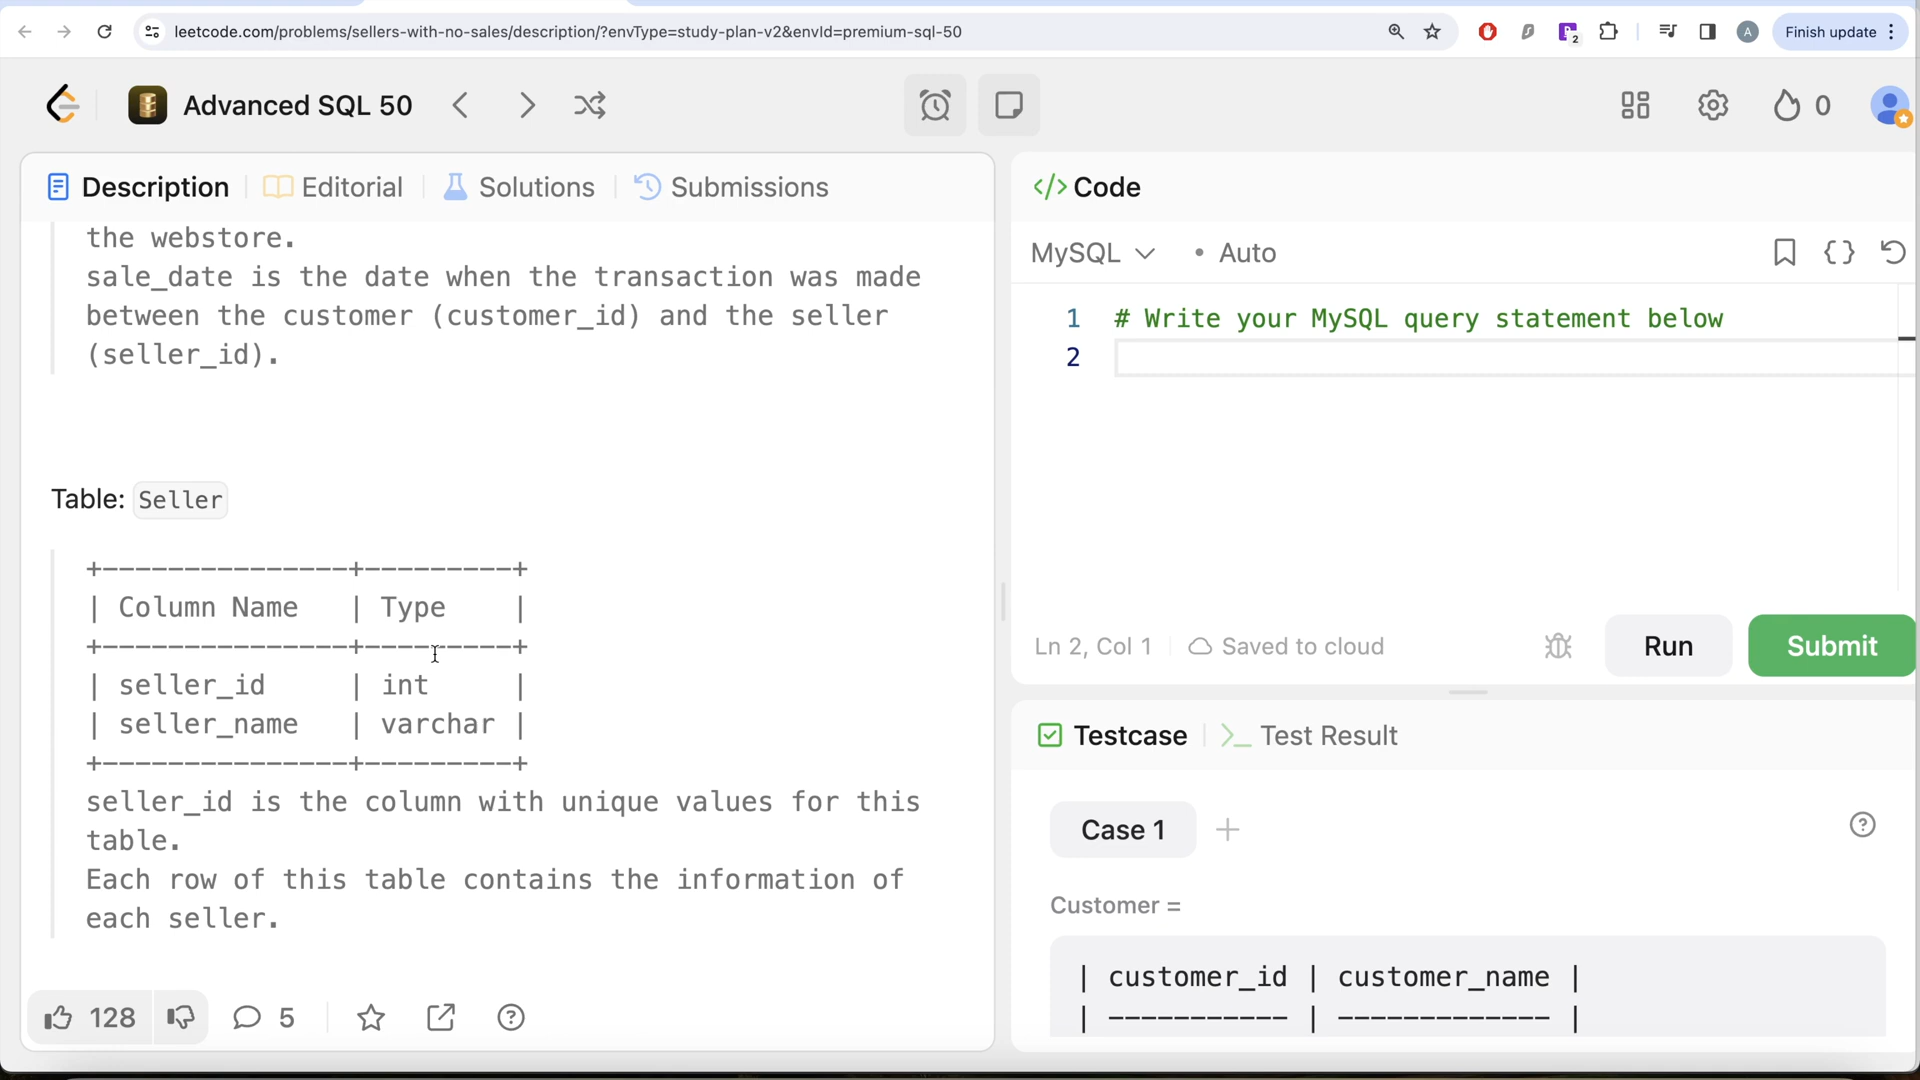 leetcode.com/problems/sellers-with-no-sales/description/?envType=study-plan-v2&envId=premium-sql-50
2
A
Finish update
Advanced SQL 50
0
Description
Editorial
Solutions
Submissions
the webstore.
sale_date is the date when the transaction was made
between the customer (customer_id) and the seller
(seller_id).
Table: Seller
+---------------+---------+
| Column Name   | Type    |
+---------------+---------+
| seller_id     | int     |
| seller_name   | varchar |
+---------------+---------+
seller_id is the column with unique values for this
table.
Each row of this table contains the information of
each seller.
128
5
</> Code
MySQL
• Auto
1 # Write your MySQL query statement below
2
Ln 2, Col 1
Saved to cloud
Run
Submit
Testcase
>_ Test Result
Case 1
Customer =
| customer_id | customer_name |
| ----------- | ------------- |